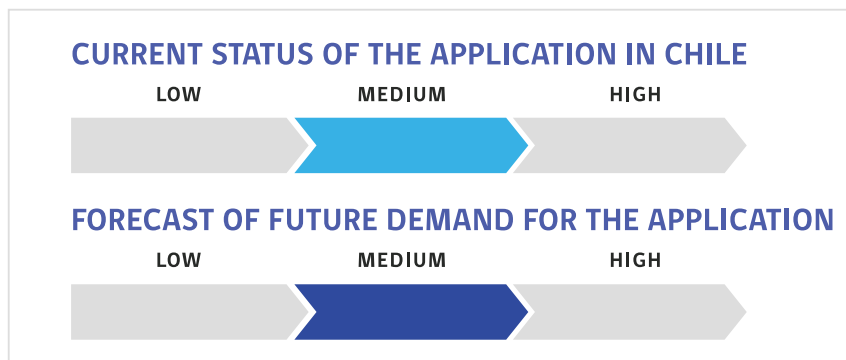 CURRENT STATUS OF THE APPLICATION IN CHILE
LOW MEDIUM HIGH
FORECAST OF FUTURE DEMAND FOR THE APPLICATION
LOW MEDIUM HIGH